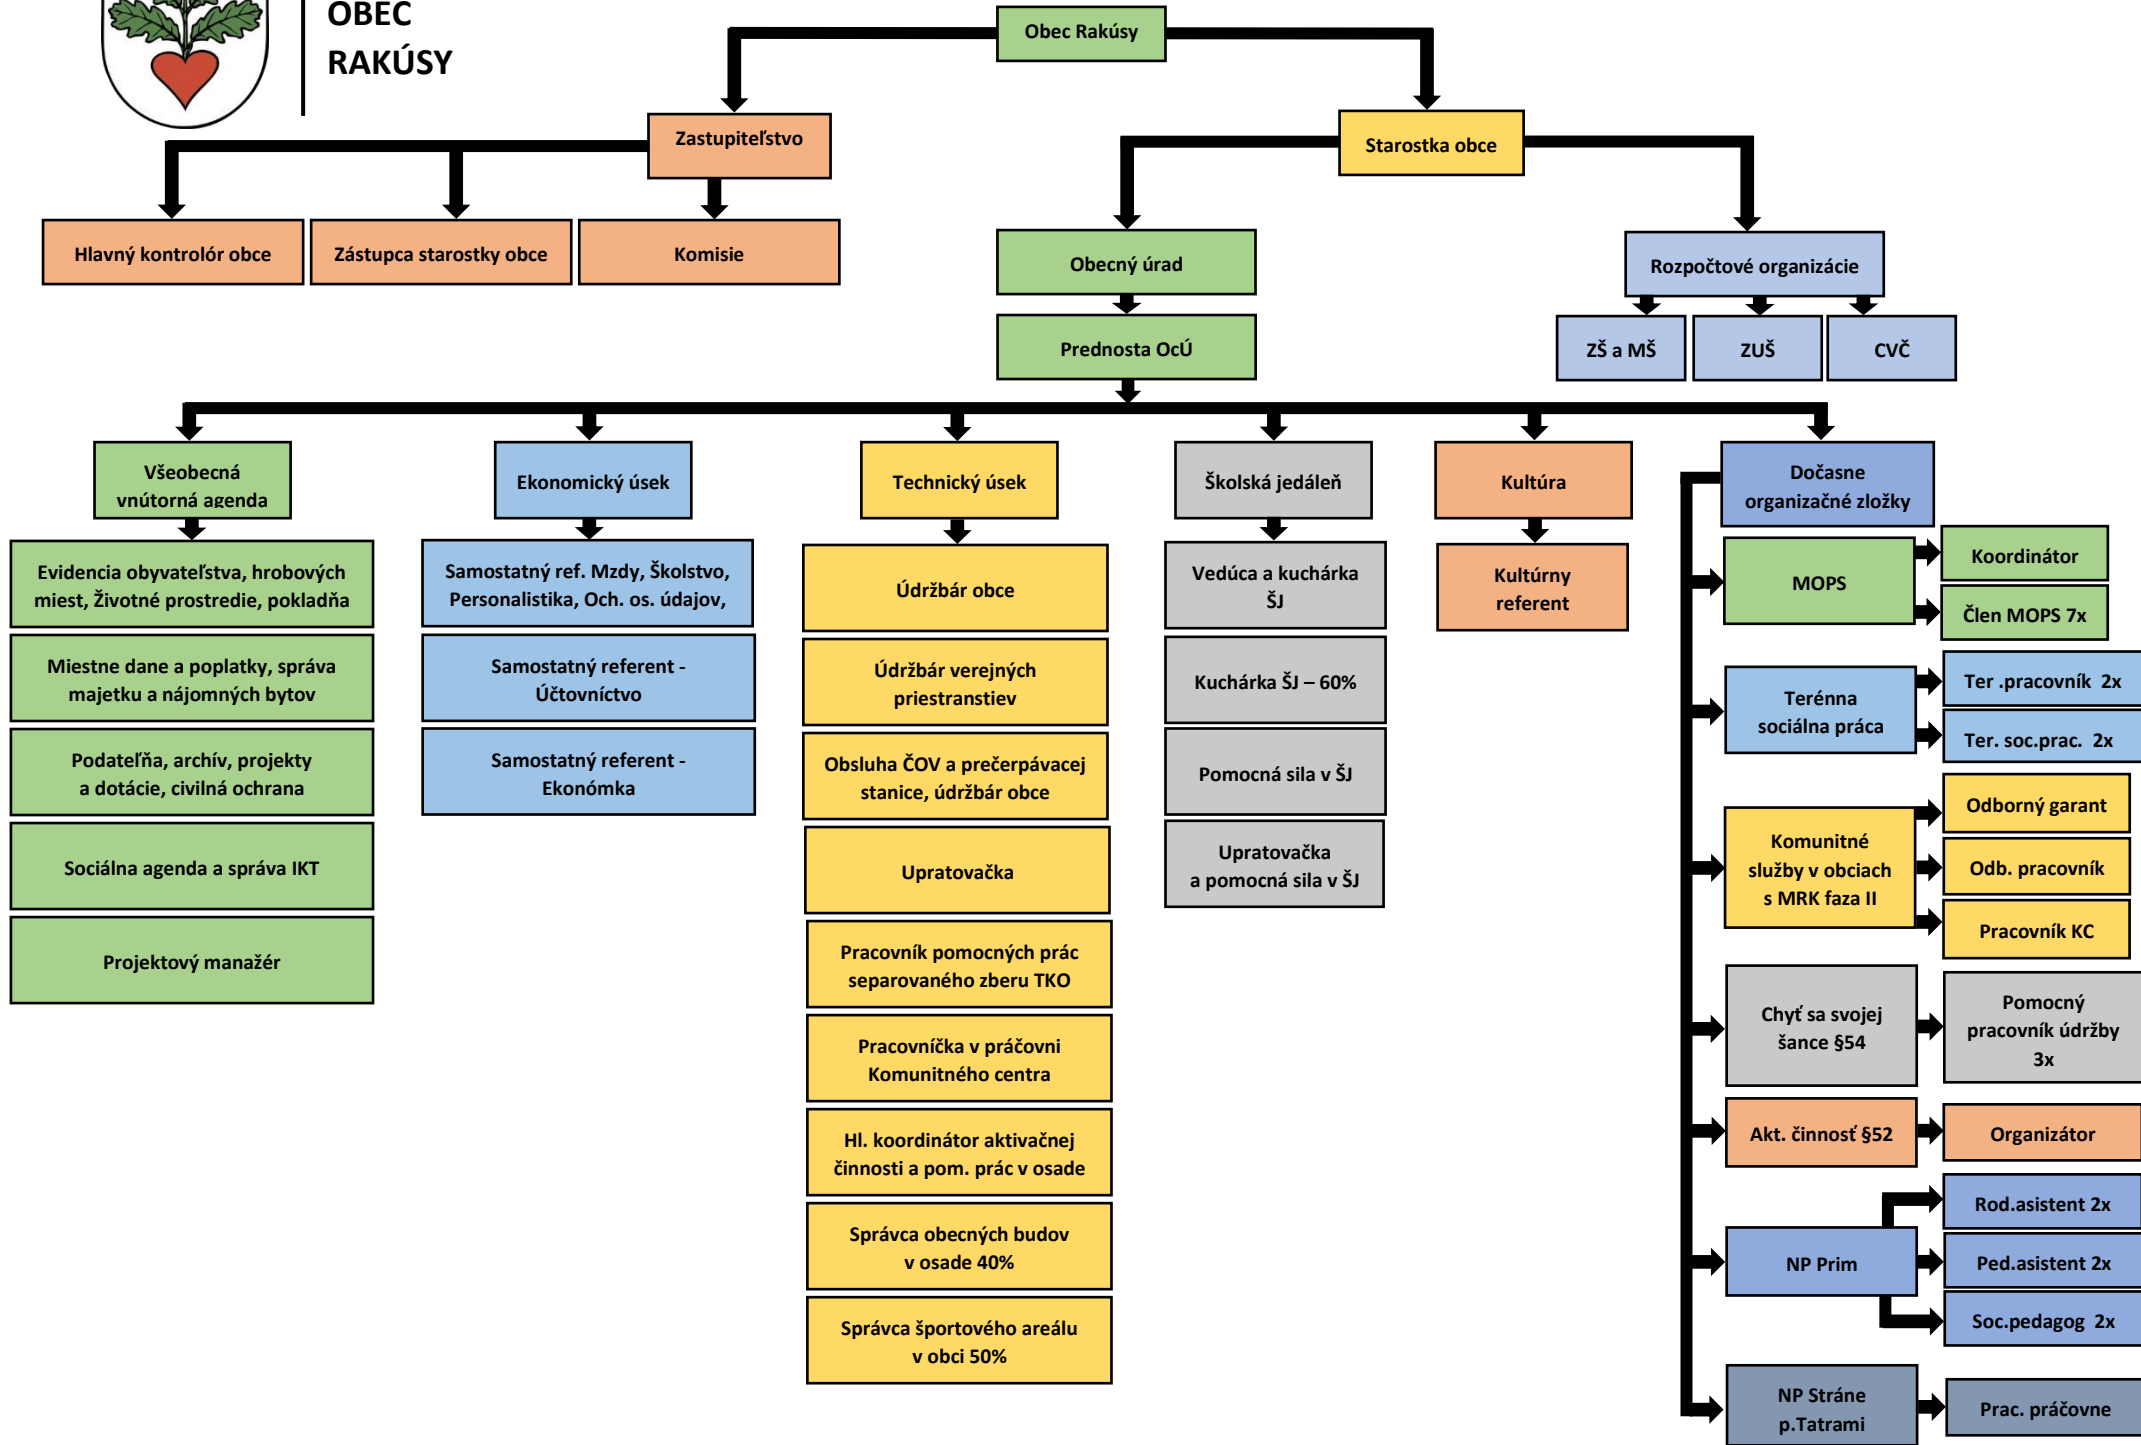 OBEC
RAKÚSY
Obec Rakúsy
Zastupiteľstvo
Starostka obce
Hlavný kontrolór obce
Zástupca starostky obce
Komisie
Obecný úrad
Rozpočtové organizácie
Prednosta OcÚ
ZŠ a MŠ
ZUŠ
CVČ
Všeobecná
vnútorná agenda
Evidencia obyvateľstva, hrobových
miest, Životné prostredie, pokladňa
Miestne dane a poplatky, správa
majetku a nájomných bytov
Podateľňa, archív, projekty
a dotácie, civilná ochrana
Sociálna agenda a správa IKT
Projektový manažér
Ekonomický úsek
Samostatný ref. Mzdy, Školstvo,
Personalistika, Och. os. údajov,
Samostatný referent -
Účtovníctvo
Samostatný referent -
Ekonómka
Technický úsek
Údržbár obce
Údržbár verejných
priestranstiev
Obsluha ČOV a prečerpávacej
stanice, údržbár obce
Upratovačka
Pracovník pomocných prác
separovaného zberu TKO
Pracovníčka v práčovni
Komunitného centra
Hl. koordinátor aktivačnej
činnosti a pom. prác v osade
Správca obecných budov
v osade 40%
Správca športového areálu
v obci 50%
Školská jedáleň
Vedúca a kuchárka
ŠJ
Kuchárka ŠJ – 60%
Pomocná sila v ŠJ
Upratovačka
a pomocná sila v ŠJ
Kultúra
Kultúrny
referent
Dočasne
organizačné zložky
MOPS
Koordinátor
Člen MOPS 7x
Terénna
sociálna práca
Ter .pracovník 2x
Ter. soc.prac. 2x
Komunitné
služby v obciach
s MRK faza II
Odborný garant
Odb. pracovník
Pracovník KC
Chyť sa svojej
šance §54
Pomocný
pracovník údržby
3x
Akt. činnosť §52
Organizátor
NP Prim
Rod.asistent 2x
Ped.asistent 2x
Soc.pedagog 2x
NP Stráne
p.Tatrami
Prac. práčovne